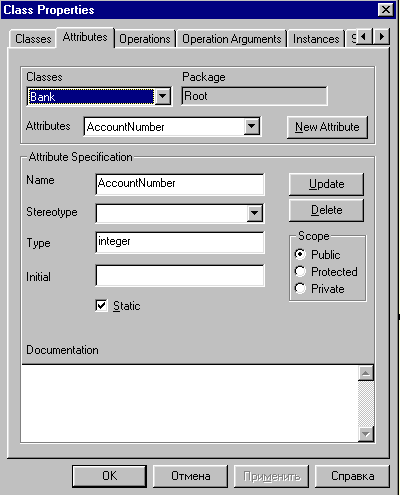 Class Properties
Classes Attributes Operations Operation Arguments Instances S
Classes Package
Bank Root
Attributes AccountNumber New Attribute
Attribute Specification
Name AccountNumber Update
Stereotype Delete
Scope
Type integer Public
Protected
Initial Private
Static
Documentation
OK Отмена Применить Справка